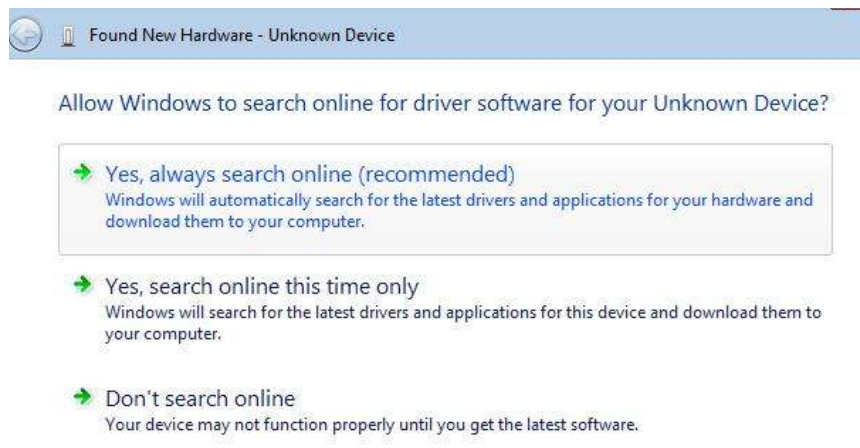 Found New Hardware - Unknown Device
Allow Windows to search online for driver software for your Unknown Device?
Yes, always search online (recommended)
Windows will automatically search for the latest drivers and applications for your hardware and
download them to your computer.
Yes, search online this time only
Windows will search for the latest drivers and applications for this device and download them to
your computer.
Don't search online
Your device may not function properly until you get the latest software.